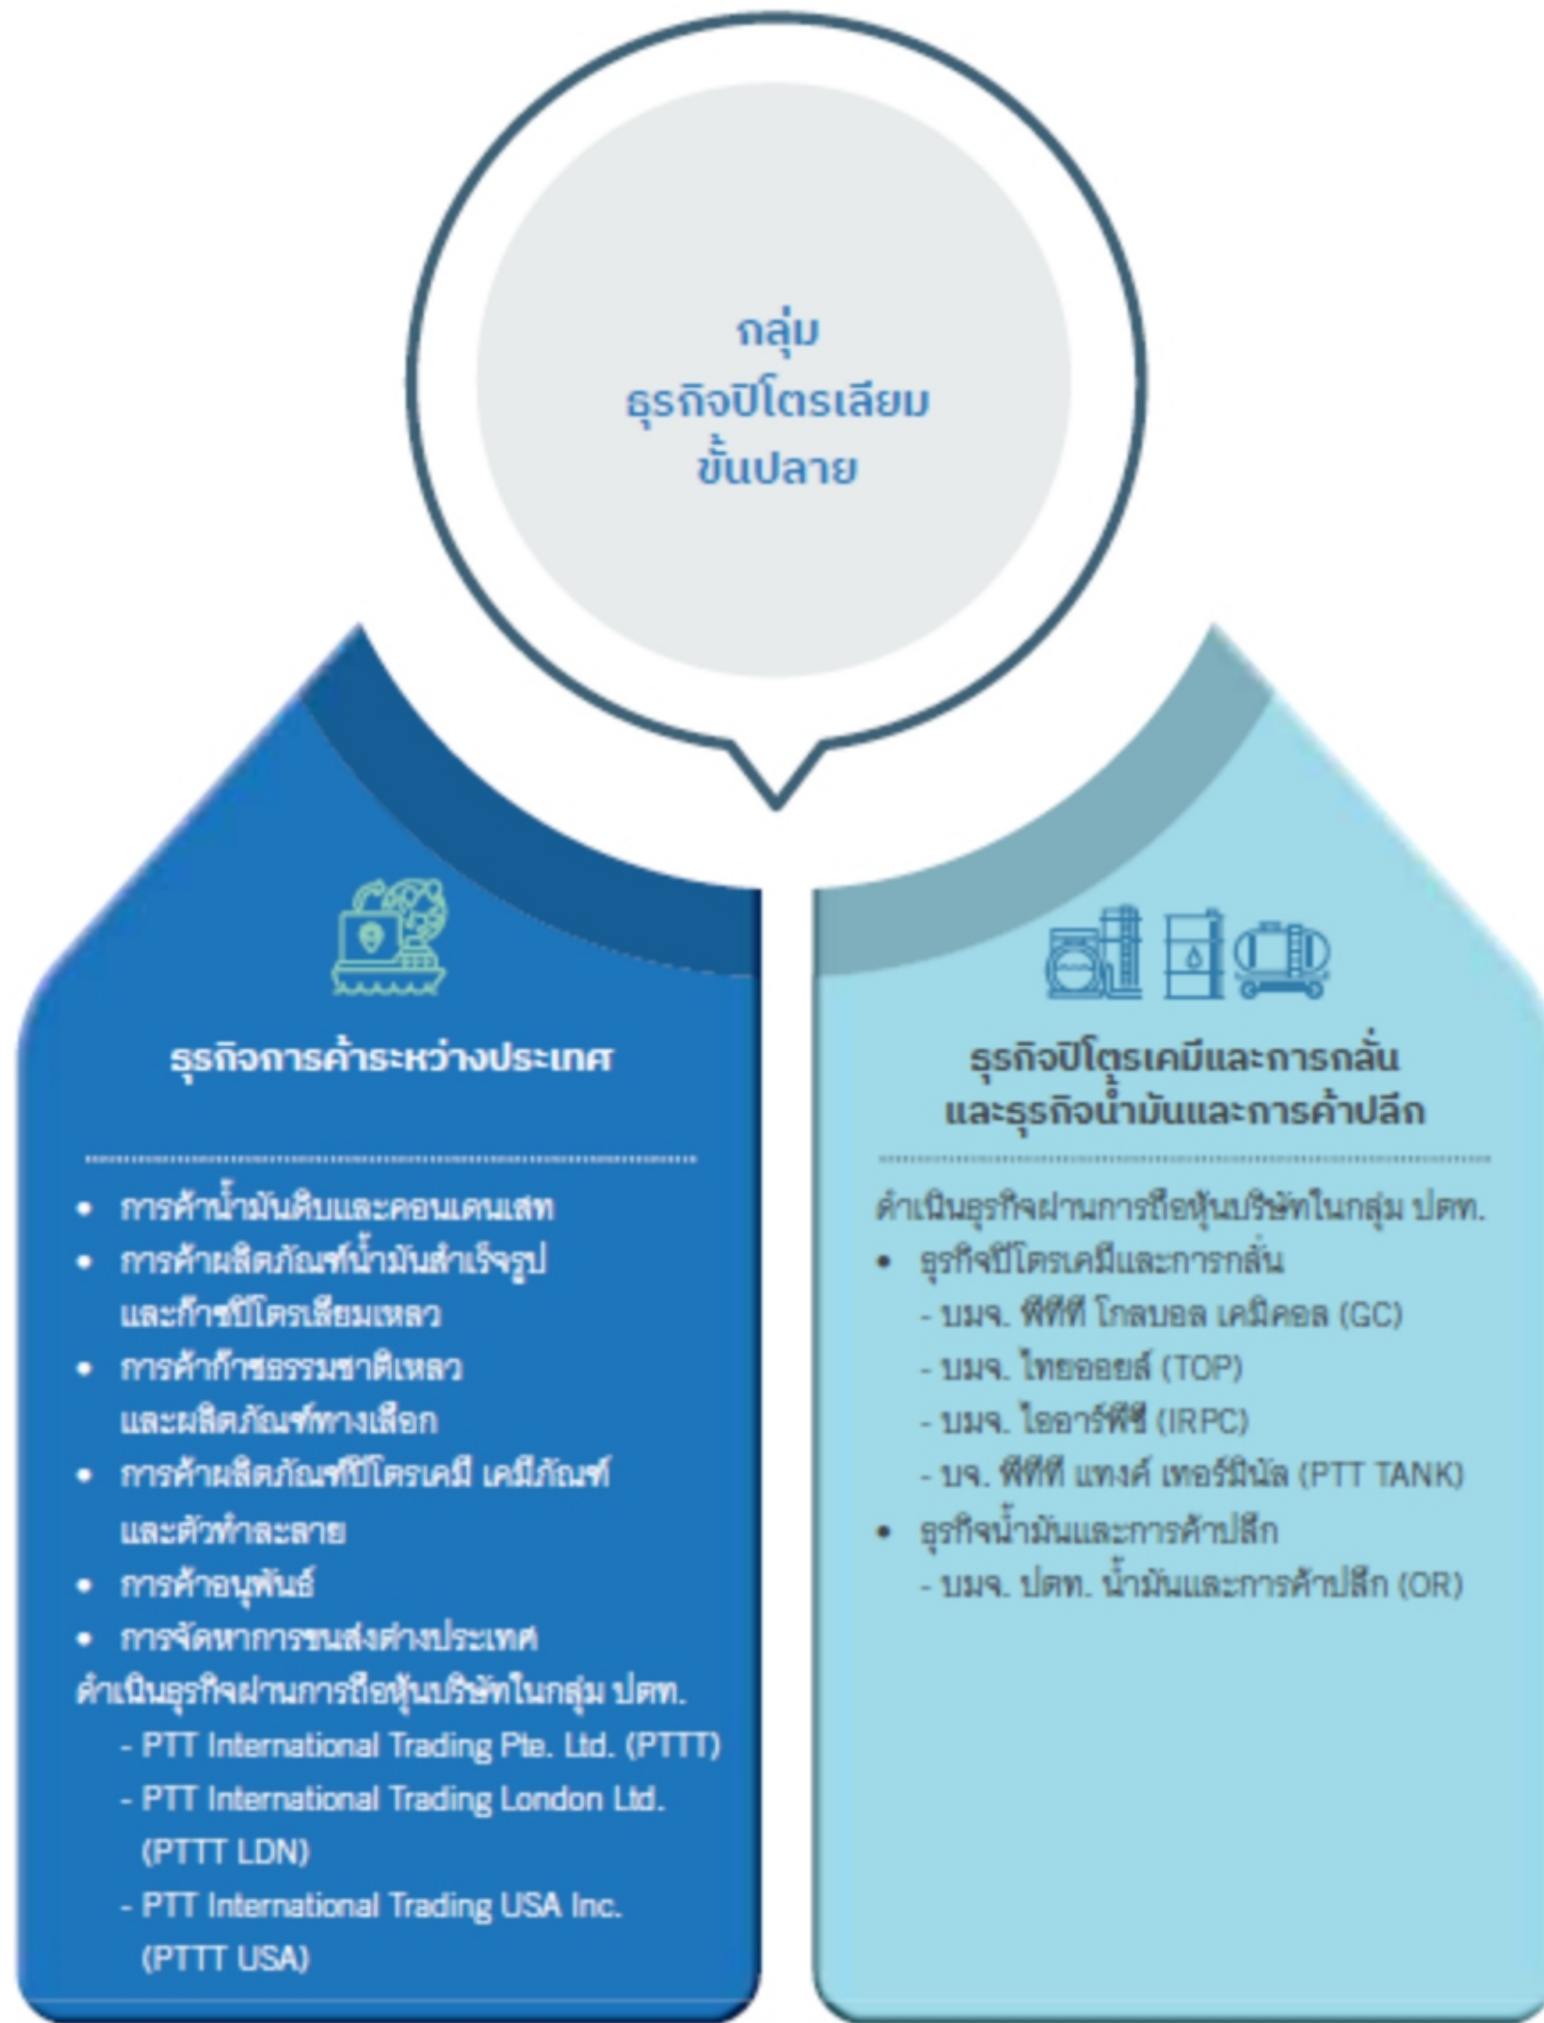 กลุ่ม
ธุรกิจปิโตรเลียม
ขั้นปลาย
ธุรกิจการค้าระหว่างประเทศ
• การค้าน้ำมันดิบและคอนเดนเสท
• การค้าผลิตภัณฑ์น้ำมันสำเร็จรูป
และก๊าซปิโตรเลียมเหลว
• การค้าก๊าซธรรมชาติเหลว
และผลิตภัณฑ์ทางเลือก
• การค้าผลิตภัณฑ์ปิโตรเคมี เคมีภัณฑ์
และตัวทำละลาย
• การค้าอนุพันธ์
• การจัดหาการขนส่งต่างประเทศ
ดำเนินธุรกิจผ่านการถือหุ้นบริษัทในกลุ่ม ปตท.
- PTT International Trading Pte. Ltd. (PTTT)
- PTT International Trading London Ltd.
(PTTT LDN)
- PTT International Trading USA Inc.
(PTTT USA)
ธุรกิจปิโตรเคมีและการกลั่น
และธุรกิจน้ำมันและการค้าปลีก
ดำเนินธุรกิจผ่านการถือหุ้นบริษัทในกลุ่ม ปตท.
• ธุรกิจปิโตรเคมีและการกลั่น
- บมจ. พีทีที โกลบอล เคมิคอล (GC)
- บมจ. ไทยออยล์ (TOP)
- บมจ. ไออาร์พีซี (IRPC)
- บจ. พีทีที แทงค์ เทอร์มินัล (PTT TANK)
• ธุรกิจน้ำมันและการค้าปลีก
- บมจ. ปตท. น้ำมันและการค้าปลีก (OR)